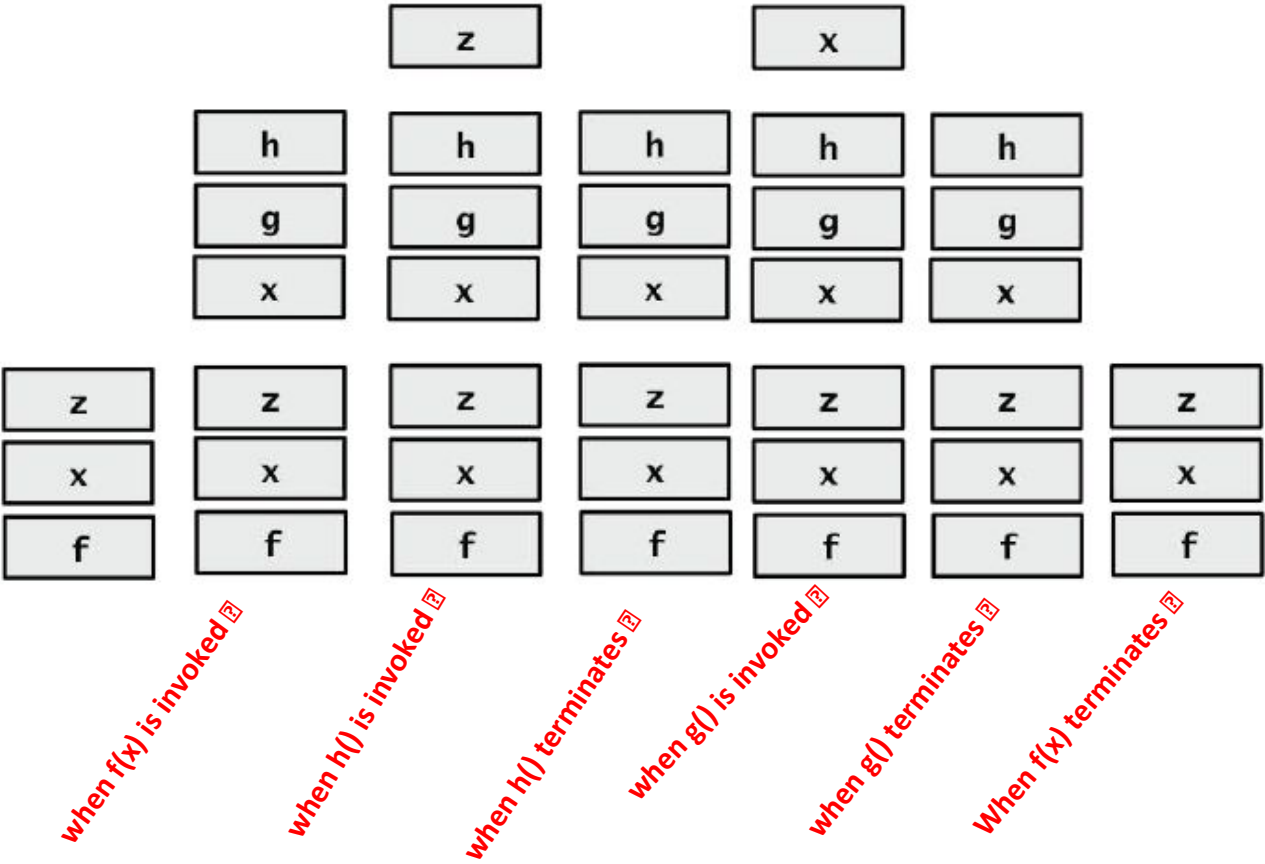 z x
h h h h h
g g g g g
x x x x x
z z z z z z z
x x x x x x x
f f f f f f f
when f(x) is invoked
when h() is invoked
when h() terminates
when g() is invoked
when g() terminates
When f(x) terminates